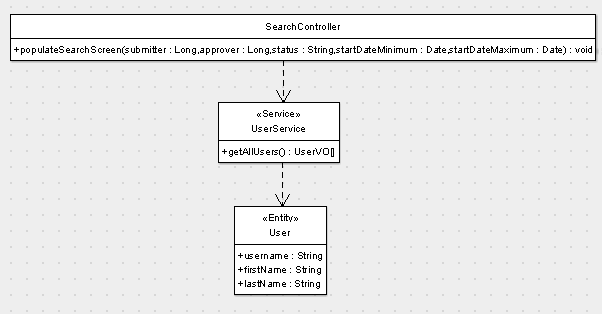 SearchController
+populateSearchScreen(submitter : Long,approver : Long,status : String,startDateMinimum : Date,startDateMaximum : Date) : void
«Service»
UserService
+getAllUsers() : UserVO[]
«Entity»
User
+username : String
+firstName : String
+lastName : String